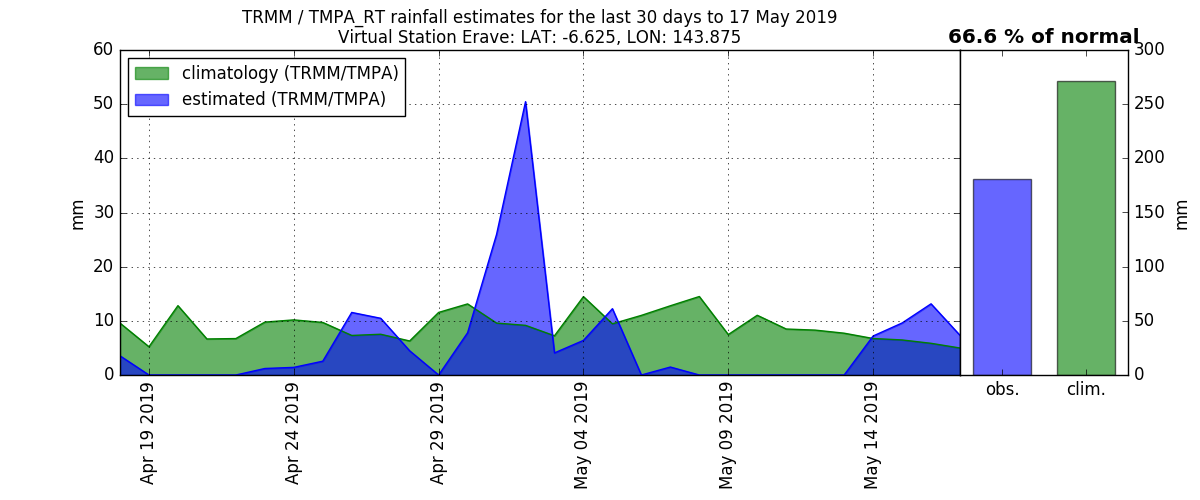 TRMM / TMPA_RT rainfall estimates for the last 30 days to 17 May 2019
Virtual Station Erave: LAT: -6.625, LON: 143.875
66.6 % of normal
climatology (TRMM/TMPA)
estimated (TRMM/TMPA)
60
50
40
30
20
10
0
mm
Apr 19 2019
Apr 24 2019
Apr 29 2019
May 04 2019
May 09 2019
May 14 2019
obs.
clim.
300
250
200
150
100
50
0
mm